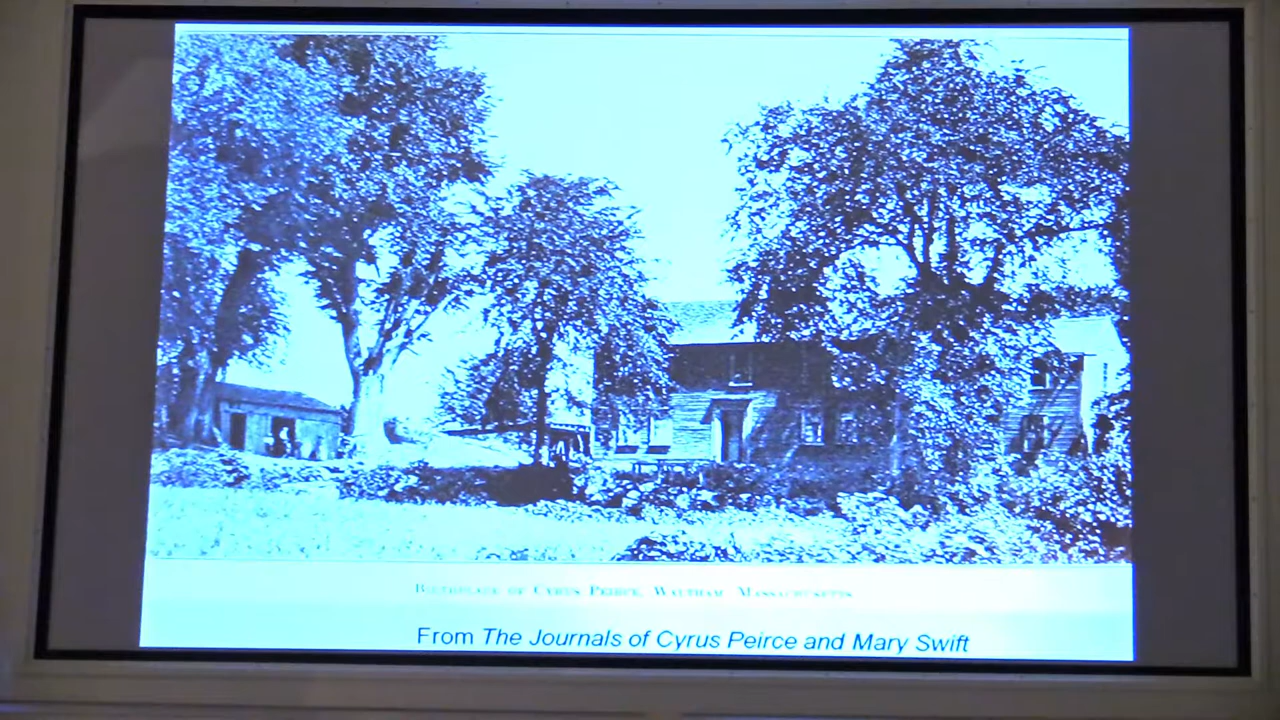 BIRTHPLACE OF CYRUS PEIRCE, WALTHAM, MASSACHUSETTS
From The Journals of Cyrus Peirce and Mary Swift